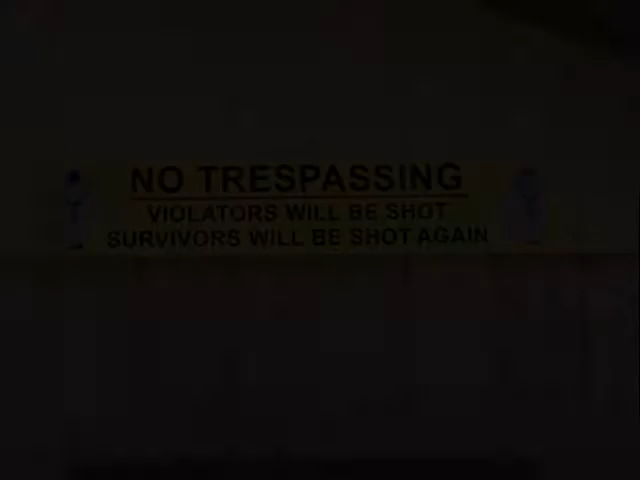 NO TRESPASSING
VIOLATORS WILL BE SHOT
SURVIVORS WILL BE SHOT AGAIN